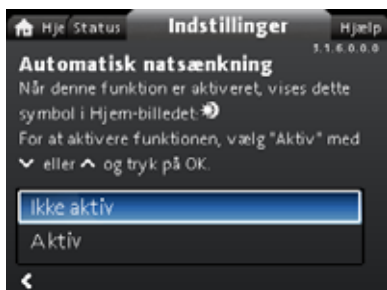 Hje Status Indstillinger Hjælp
3.1.6.0.0.0
Automatisk natsænkning
Når denne funktion er aktiveret, vises dette
symbol i Hjem-billedet:
For at aktivere funktionen, vælg "Aktiv" med
eller og tryk på OK.
Ikke aktiv
Aktiv